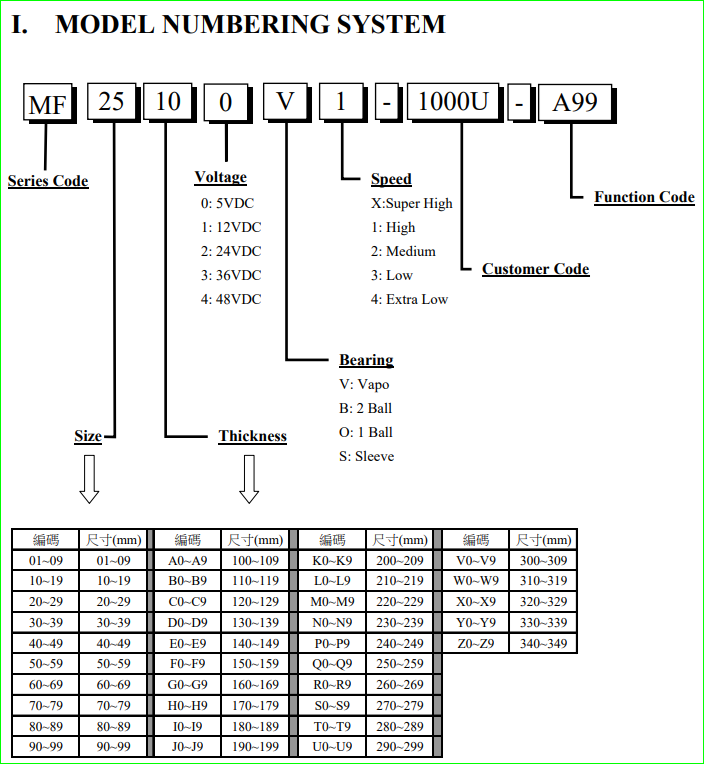 I. MODEL NUMBERING SYSTEM
MF 25 10 0 V 1 - 1000U - A99
Series Code
Voltage
0: 5VDC
1: 12VDC
2: 24VDC
3: 36VDC
4: 48VDC
Speed
X:Super High
1: High
2: Medium
3: Low
4: Extra Low
Function Code
Customer Code
Bearing
V: Vapo
B: 2 Ball
O: 1 Ball
S: Sleeve
Size
Thickness
編碼 尺寸(mm) 編碼 尺寸(mm) 編碼 尺寸(mm) 編碼 尺寸(mm)
01~09 01~09 A0~A9 100~109 K0~K9 200~209 V0~V9 300~309
10~19 10~19 B0~B9 110~119 L0~L9 210~219 W0~W9 310~319
20~29 20~29 C0~C9 120~129 M0~M9 220~229 X0~X9 320~329
30~39 30~39 D0~D9 130~139 N0~N9 230~239 Y0~Y9 330~339
40~49 40~49 E0~E9 140~149 P0~P9 240~249 Z0~Z9 340~349
50~59 50~59 F0~F9 150~159 Q0~Q9 250~259
60~69 60~69 G0~G9 160~169 R0~R9 260~269
70~79 70~79 H0~H9 170~179 S0~S9 270~279
80~89 80~89 I0~I9 180~189 T0~T9 280~289
90~99 90~99 J0~J9 190~199 U0~U9 290~299